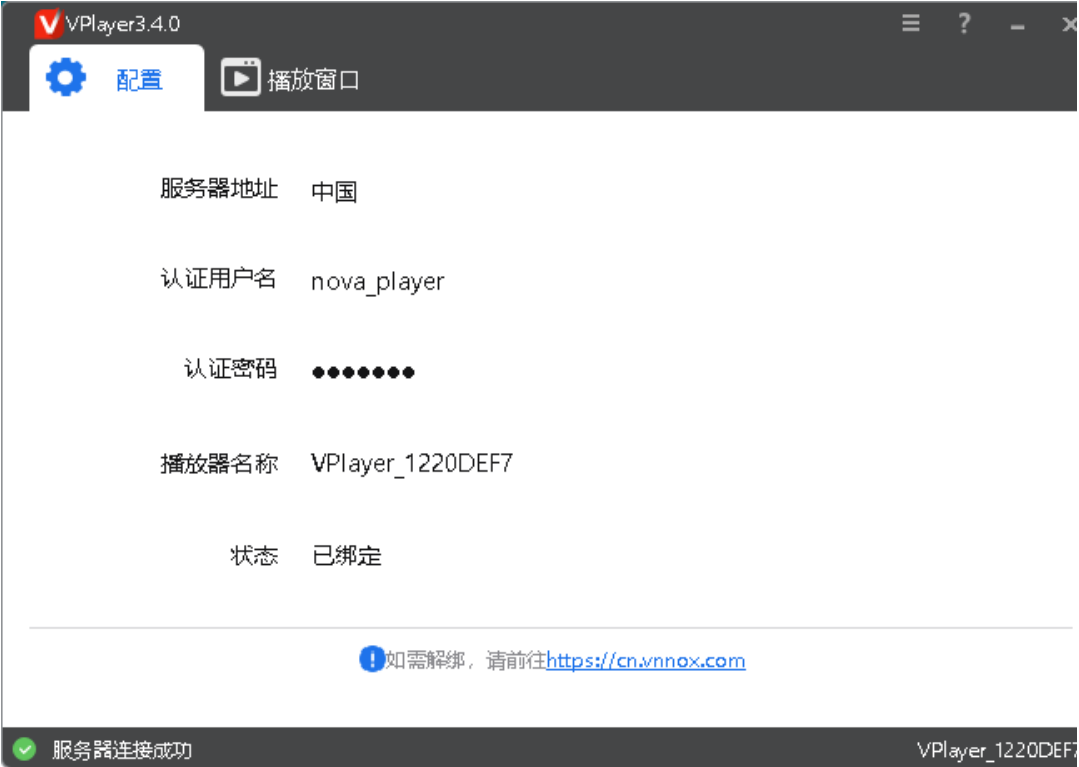 VPlayer3.4.0
配置 播放窗口
服务器地址 中国
认证用户名 nova_player
认证密码 ●●●●●●●
播放器名称 VPlayer_1220DEF7
状态 已绑定
如需解绑，请前往https://cn.vnnox.com
服务器连接成功 VPlayer_1220DEF7